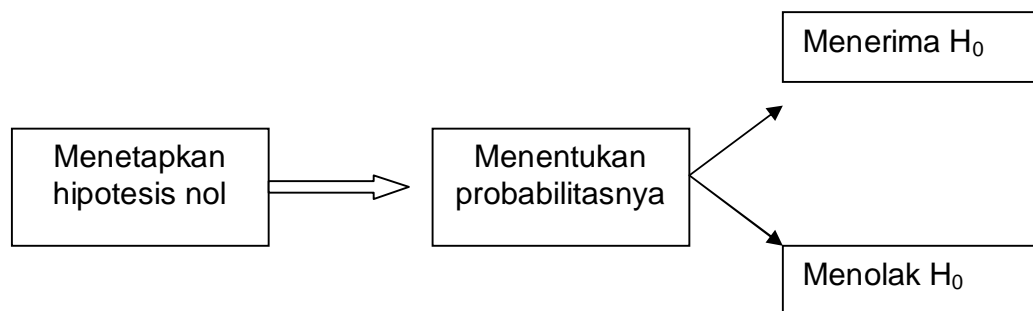 Menetapkan
hipotesis nol
Menentukan
probabilitasnya
Menerima H₀
Menolak H₀